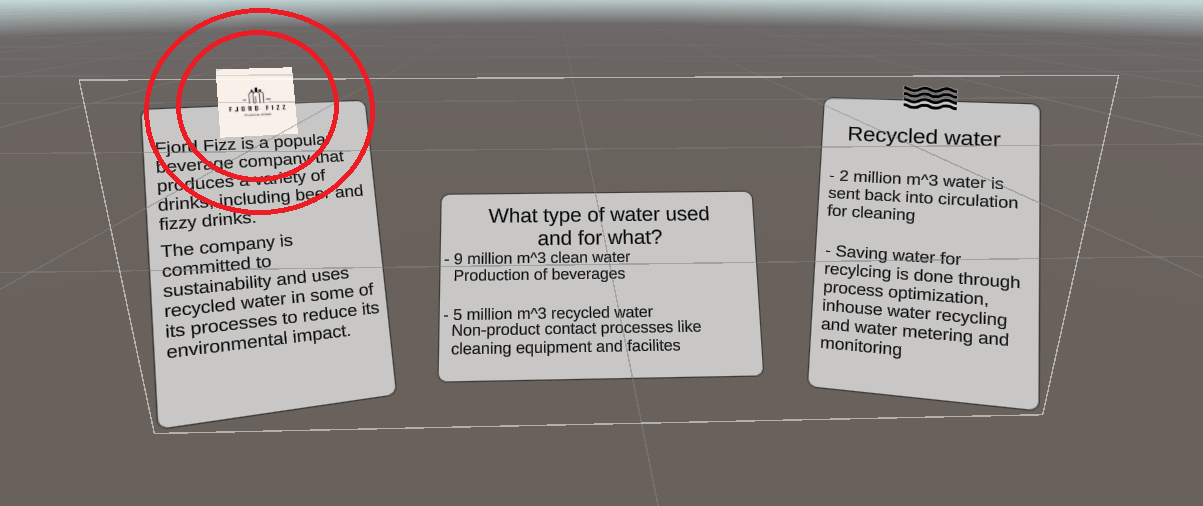 FJORD FIZZ
Fjord Fizz is a popular
beverage company that
produces a variety of
drinks, including beer and
fizzy drinks.
The company is
committed to
sustainability and uses
recycled water in some of
its processes to reduce its
environmental impact.
What type of water used
and for what?
- 9 million m^3 clean water
Production of beverages
- 5 million m^3 recycled water
Non-product contact processes like
cleaning equipment and facilites
Recycled water
- 2 million m^3 water is
sent back into circulation
for cleaning
- Saving water for
recylcing is done through
process optimization,
inhouse water recycling
and water metering and
monitoring